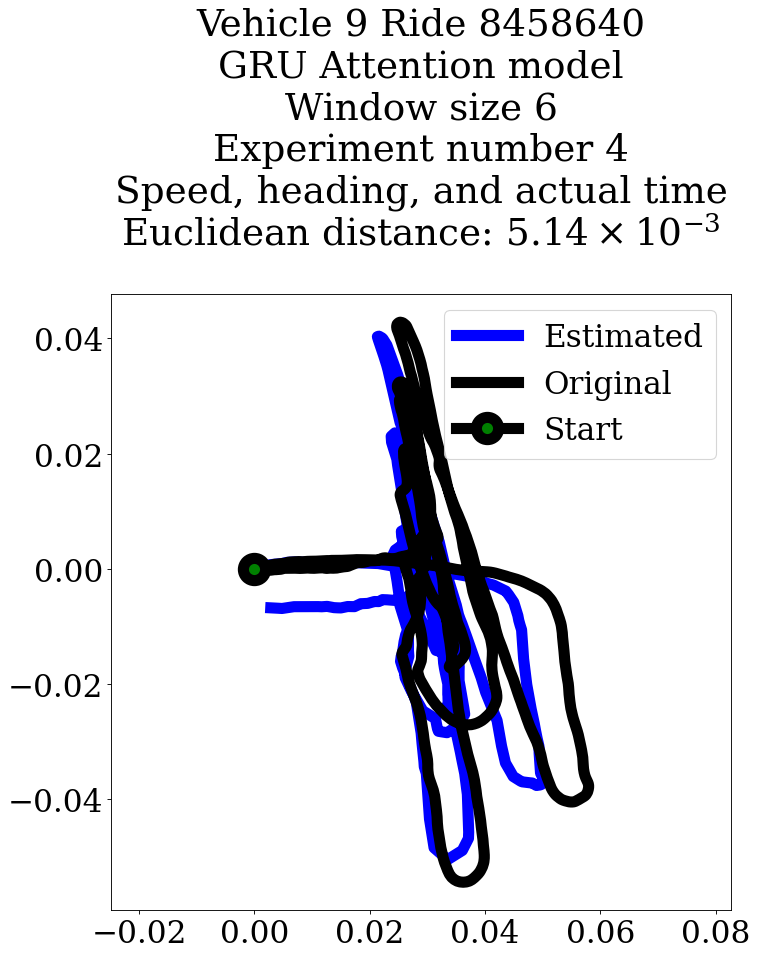 Vehicle 9 Ride 8458640
GRU Attention model
Window size 6
Experiment number 4
Speed, heading, and actual time
Euclidean distance: 5.14 × 10⁻³
Estimated
Original
Start
0.04
0.02
0.00
−0.02
−0.04
−0.02 0.00 0.02 0.04 0.06 0.08